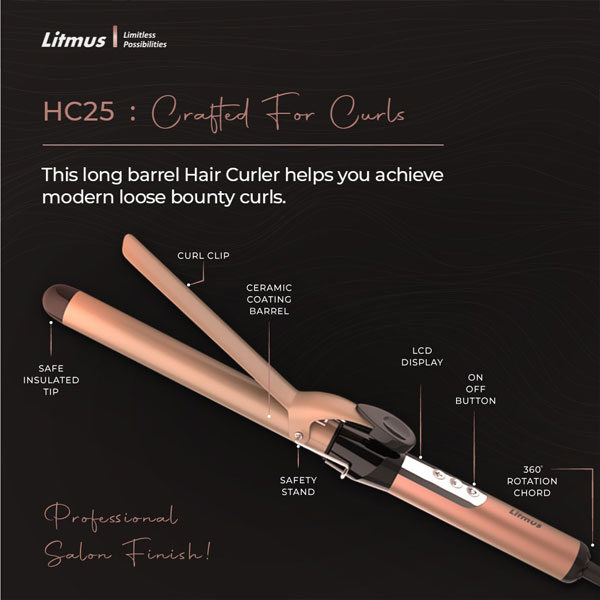 Litmus
Limitless
Possibilities
HC25 : Crafted For Curls
This long barrel Hair Curler helps you achieve
modern loose bounty curls.
CURL CLIP
CERAMIC
COATING
BARREL
SAFE
INSULATED
TIP
LCD
DISPLAY
ON
OFF
BUTTON
SAFETY
STAND
360°
ROTATION
CHORD
Litmus
Professional
Salon Finish!